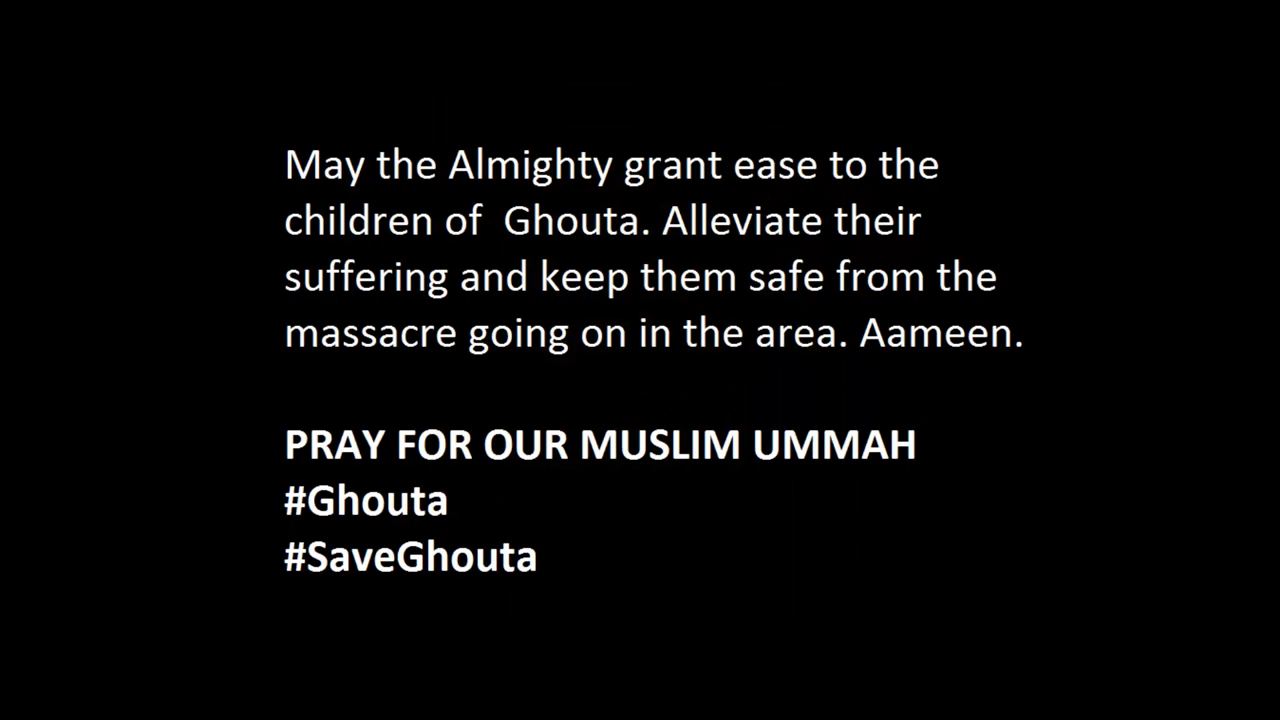 May the Almighty grant ease to the
children of  Ghouta. Alleviate their
suffering and keep them safe from the
massacre going on in the area. Aameen.
PRAY FOR OUR MUSLIM UMMAH
#Ghouta
#SaveGhouta